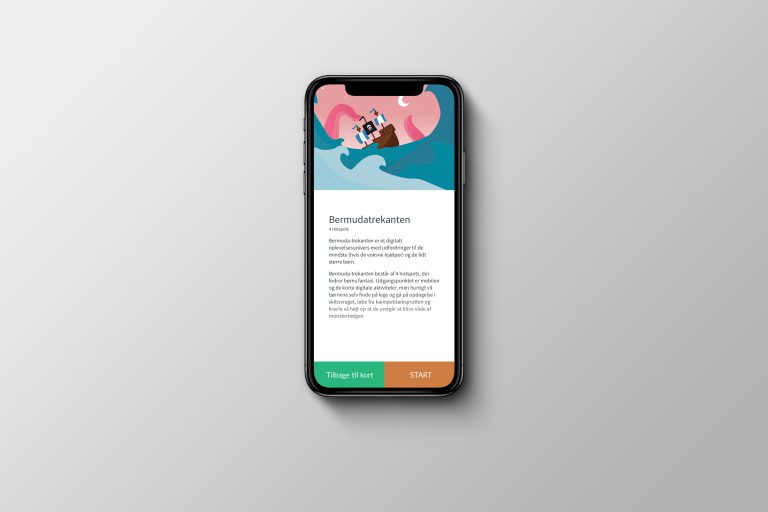 Bermudatrekanten
4 Hotspots
Bermuda-trekanten er et digitalt
oplevelsesunivers med udfordringer til de
mindste (hvis de voksne hjælper) og de lidt
større børn.
Bermuda-trekanten består af 4 hotspots, der
fodrer børns fantasi. Udgangspunktet er mobilen
og de korte digitale aktiviteter, men hurtigt vil
børnene selv finde på lege og gå på opdagelse i
skibsvraget, løbe fra kæmpeblæksprutten og
kravle så højt op at de undgår at blive våde af
monsterbølgen.
Tilbage til kort
START